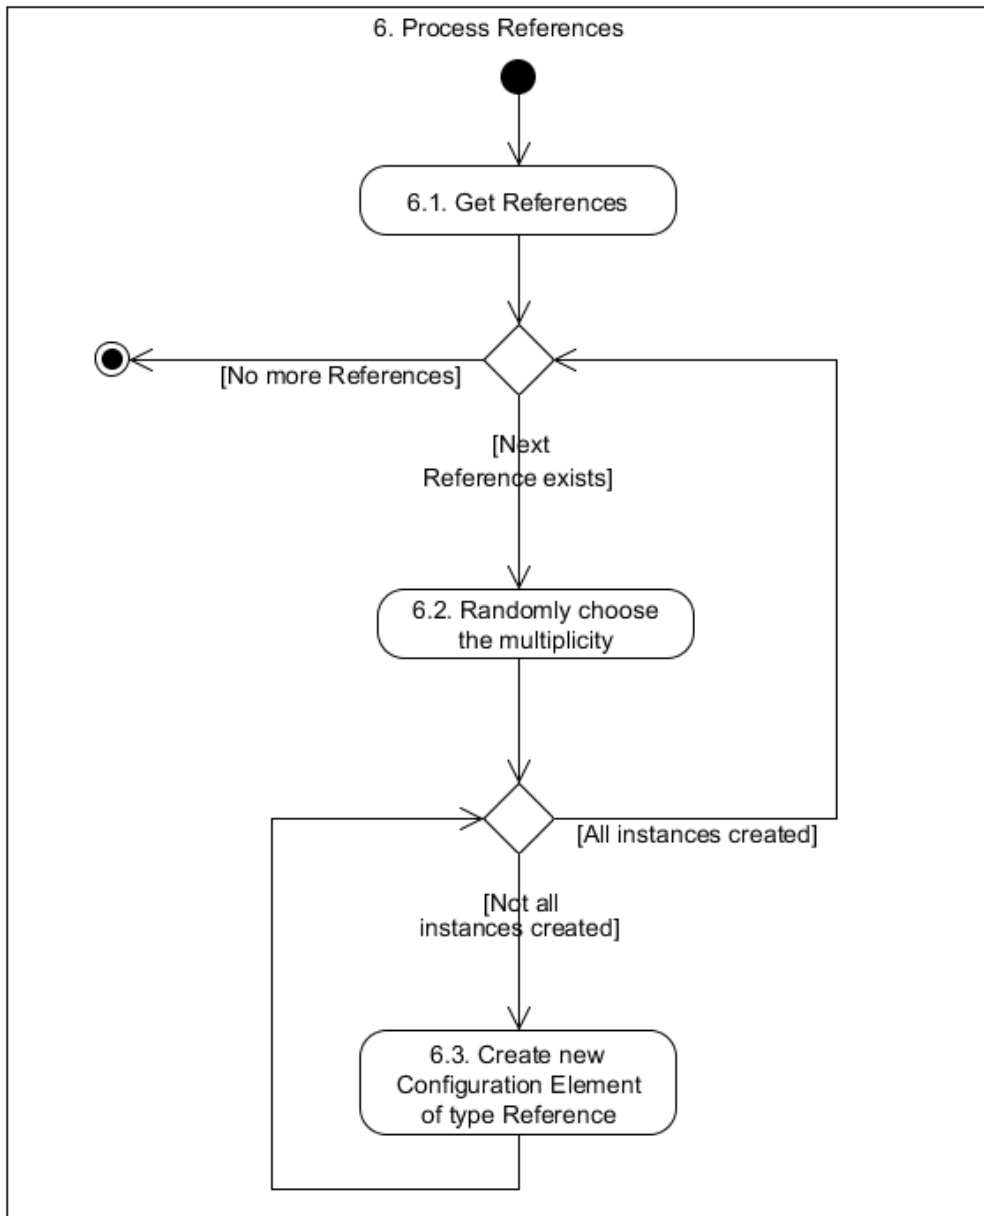 6. Process References
6.1. Get References
[No more References]
[Next
Reference exists]
6.2. Randomly choose
the multiplicity
[All instances created]
[Not all
instances created]
6.3. Create new
Configuration Element
of type Reference